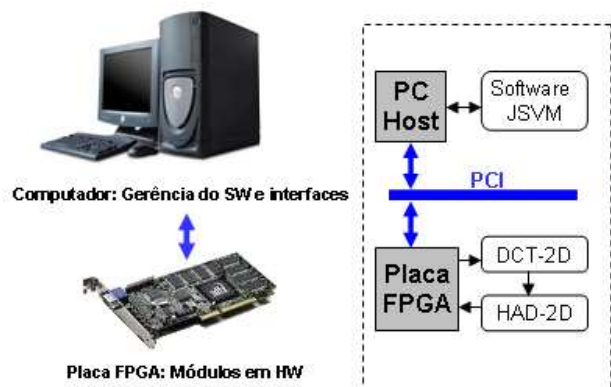 Computador: Gerência do SW e interfaces
Placa FPGA: Módulos em HW
PC
Host
Software
JSVM
PCI
Placa
FPGA
DCT-2D
HAD-2D